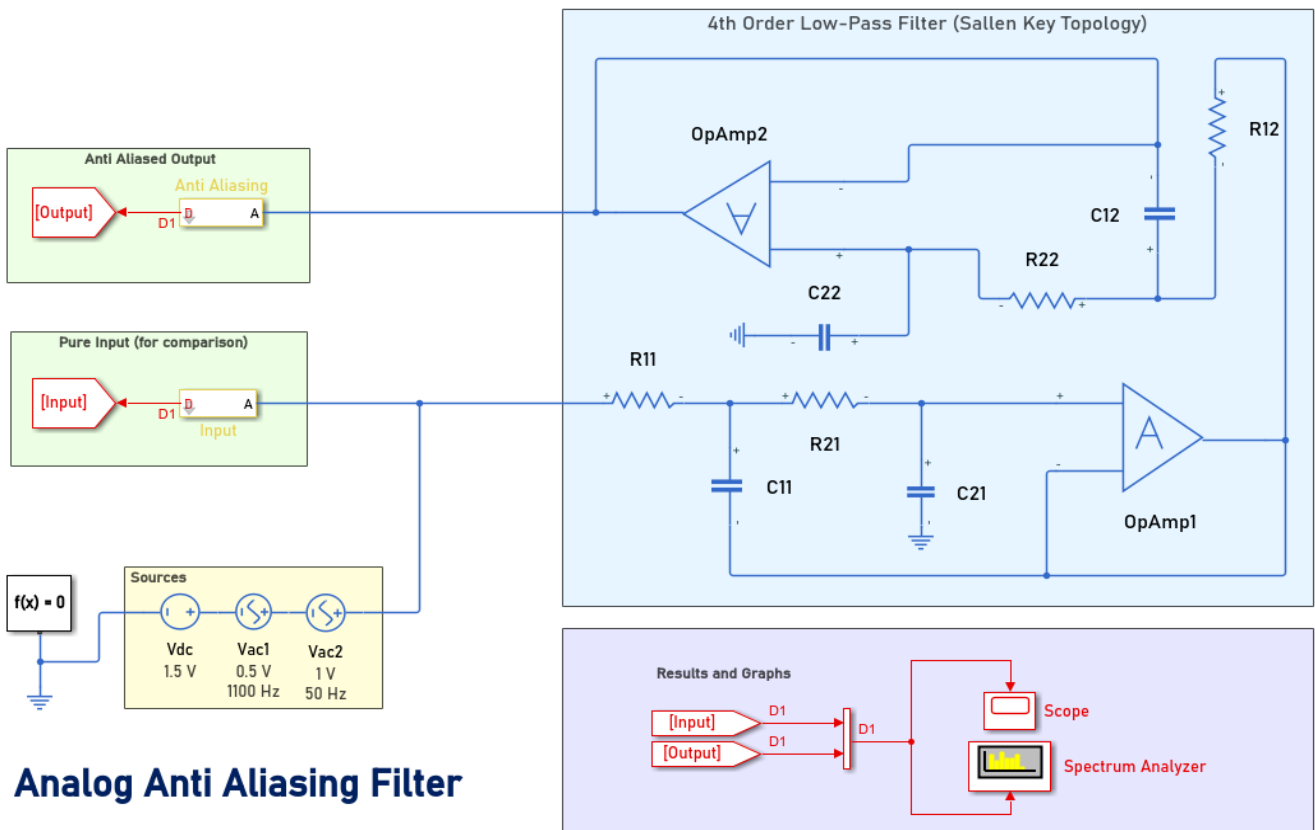 4th Order Low-Pass Filter (Sallen Key Topology)
OpAmp2
R12
C12
R22
C22
Anti Aliased Output
Anti Aliasing
[Output]
D1
D
A
Pure Input (for comparison)
[Input]
D1
D
A
Input
R11
R21
C11
C21
A
A
OpAmp1
f(x) = 0
Sources
Vdc
1.5 V
Vac1
0.5 V
1100 Hz
Vac2
1 V
50 Hz
Results and Graphs
[Input]
D1
[Output]
D1
D1
Scope
Spectrum Analyzer
Analog Anti Aliasing Filter